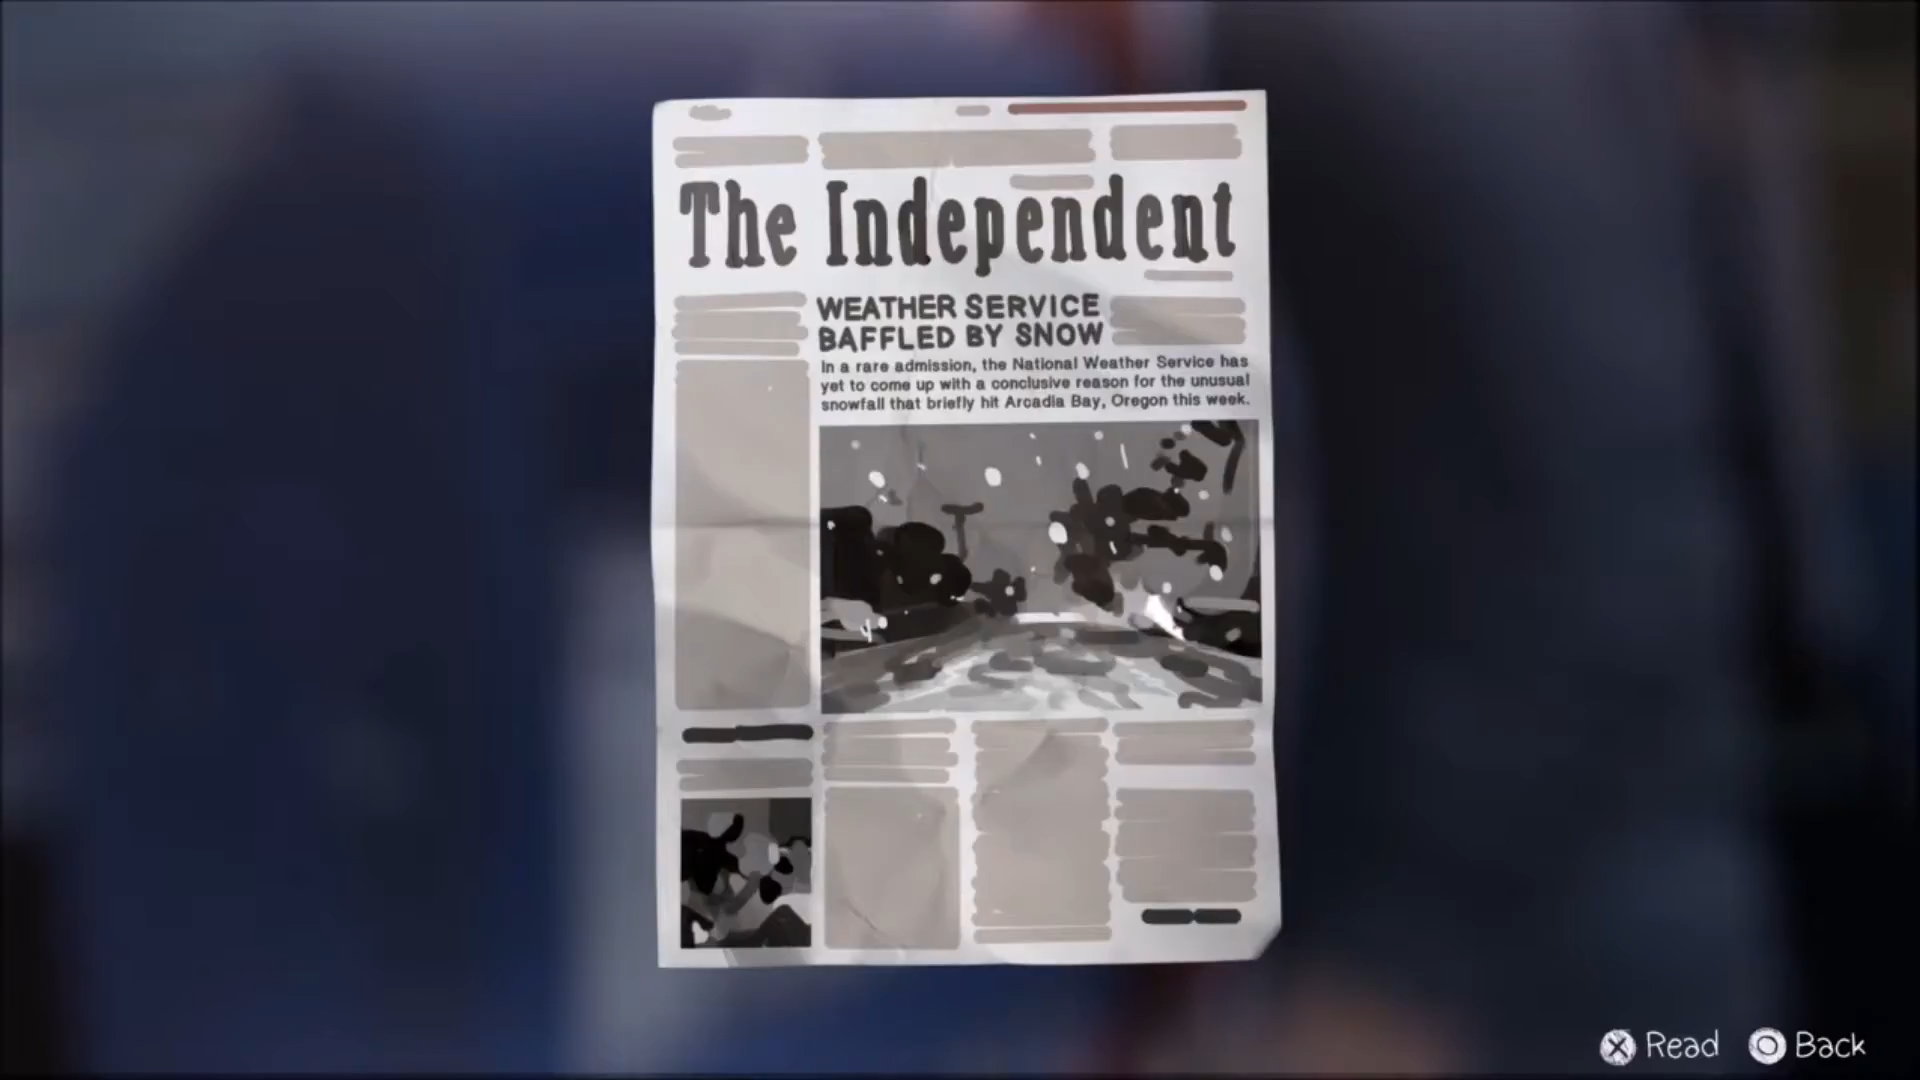 The Independent
WEATHER SERVICE
BAFFLED BY SNOW
In a rare admission, the National Weather Service has
yet to come up with a conclusive reason for the unusual
snowfall that briefly hit Arcadia Bay, Oregon this week.
Read Back